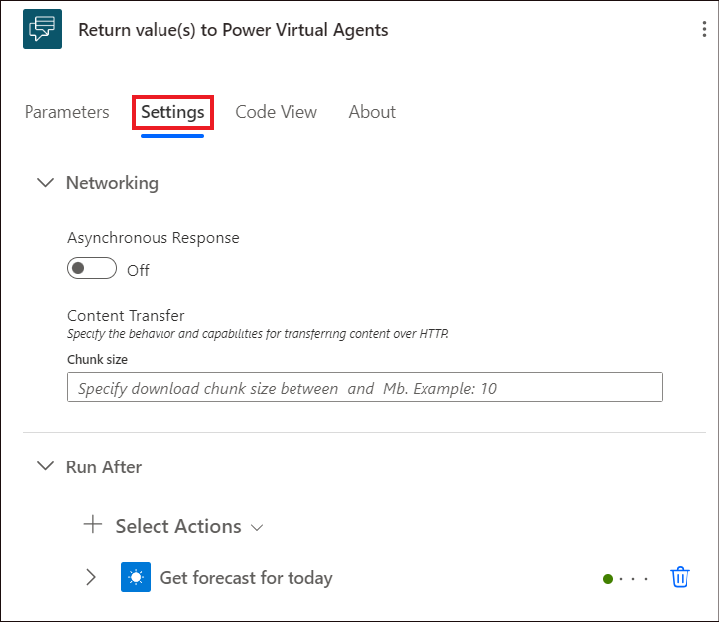 Return value(s) to Power Virtual Agents
Parameters Settings Code View About
Networking
Asynchronous Response
Off
Content Transfer
Specify the behavior and capabilities for transferring content over HTTP.
Chunk size
Specify download chunk size between and Mb. Example: 10
Run After
Select Actions
Get forecast for today